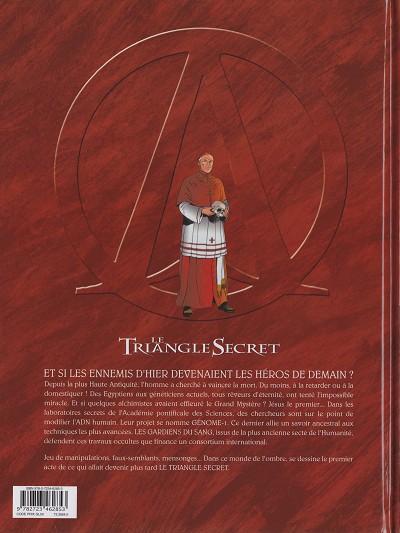 LE
TRIANGLE SECRET
ET SI LES ENNEMIS D'HIER DEVENAIENT LES HÉROS DE DEMAIN ?
Depuis la plus Haute Antiquité, l'homme a cherché à vaincre la mort. Du moins, à la retarder ou à la
domestiquer ! Des Egyptiens aux généticiens actuels, tous rêveurs d'éternité, ont tenté l'impossible
miracle. Et si quelques alchimistes avaient effleuré le Grand Mystère ? Jésus le premier... Dans les
laboratoires secrets de l'Académie pontificale des Sciences, des chercheurs sont sur le point de
modifier l'ADN humain. Leur projet se nomme GÉNOME-1. Ce dernier allie un savoir ancestral aux
techniques les plus avancées. LES GARDIENS DU SANG, issus de la plus ancienne secte de l'Humanité,
défendent ces travaux occultes que finance un consortium international.
Jeu de manipulations, faux-semblants, mensonges... Dans ce monde de l'ombre, se dessine le premier
acte de ce qui allait devenir plus tard LE TRIANGLE SECRET.
9 782723 462853